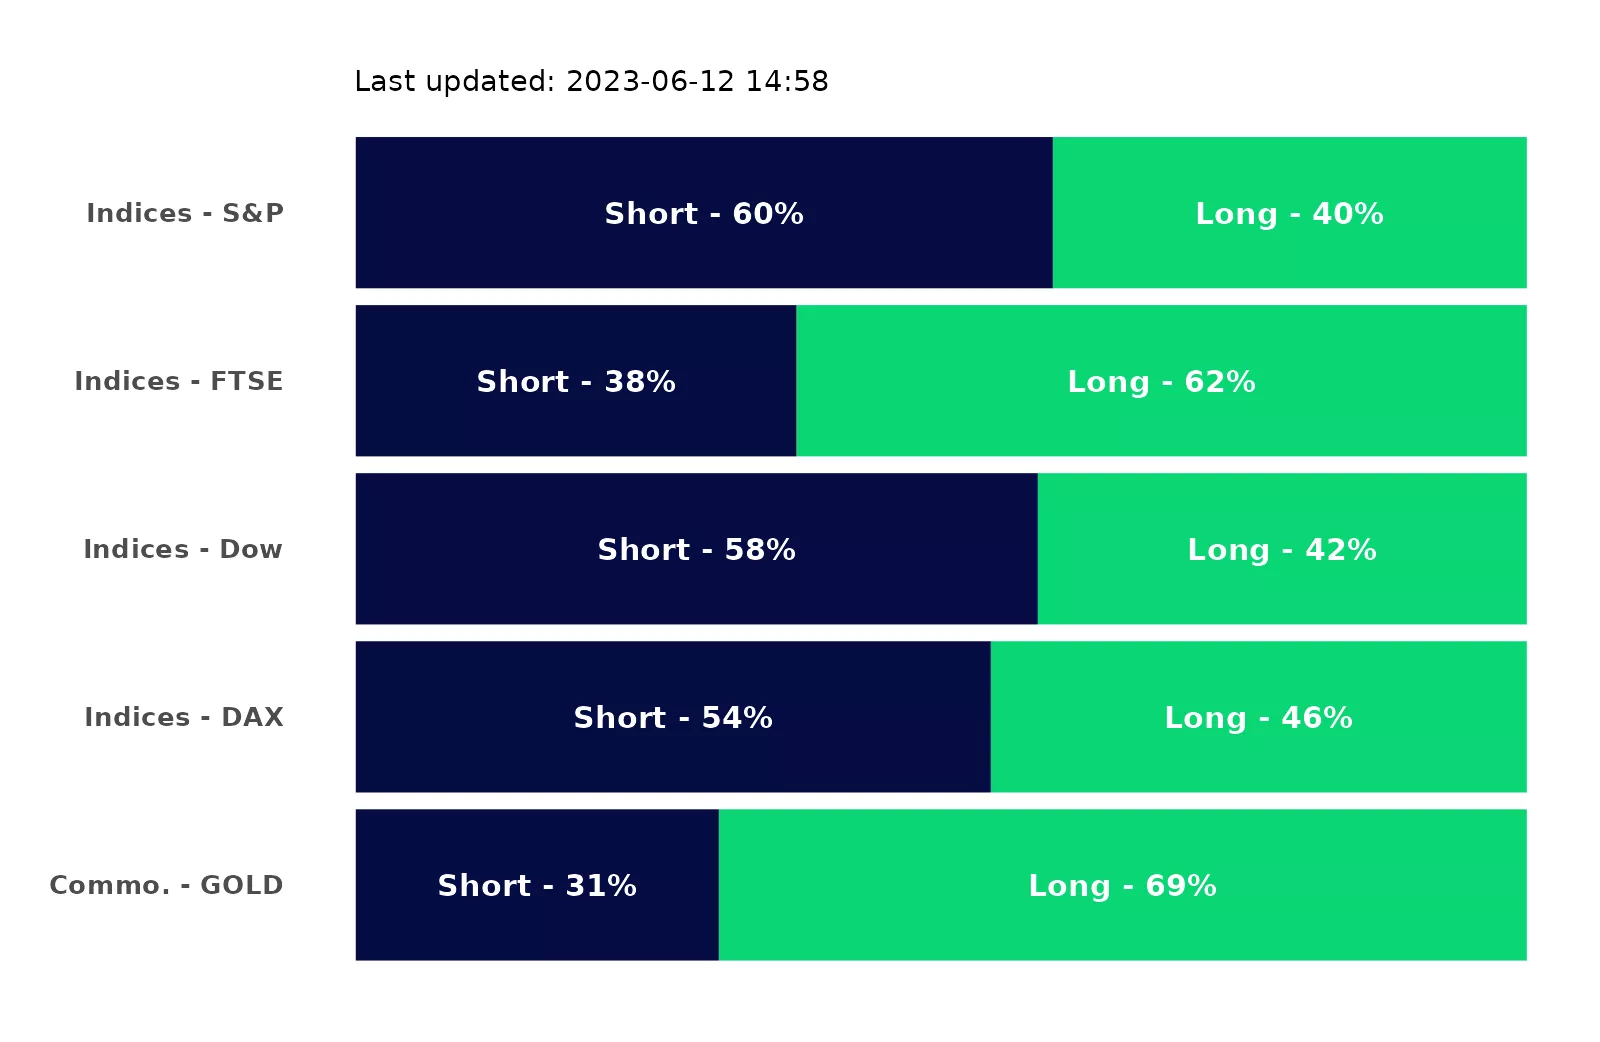 Last updated: 2023-06-12 14:58
Indices - S&P Short - 60% Long - 40%
Indices - FTSE Short - 38% Long - 62%
Indices - Dow Short - 58% Long - 42%
Indices - DAX Short - 54% Long - 46%
Commo. - GOLD Short - 31% Long - 69%